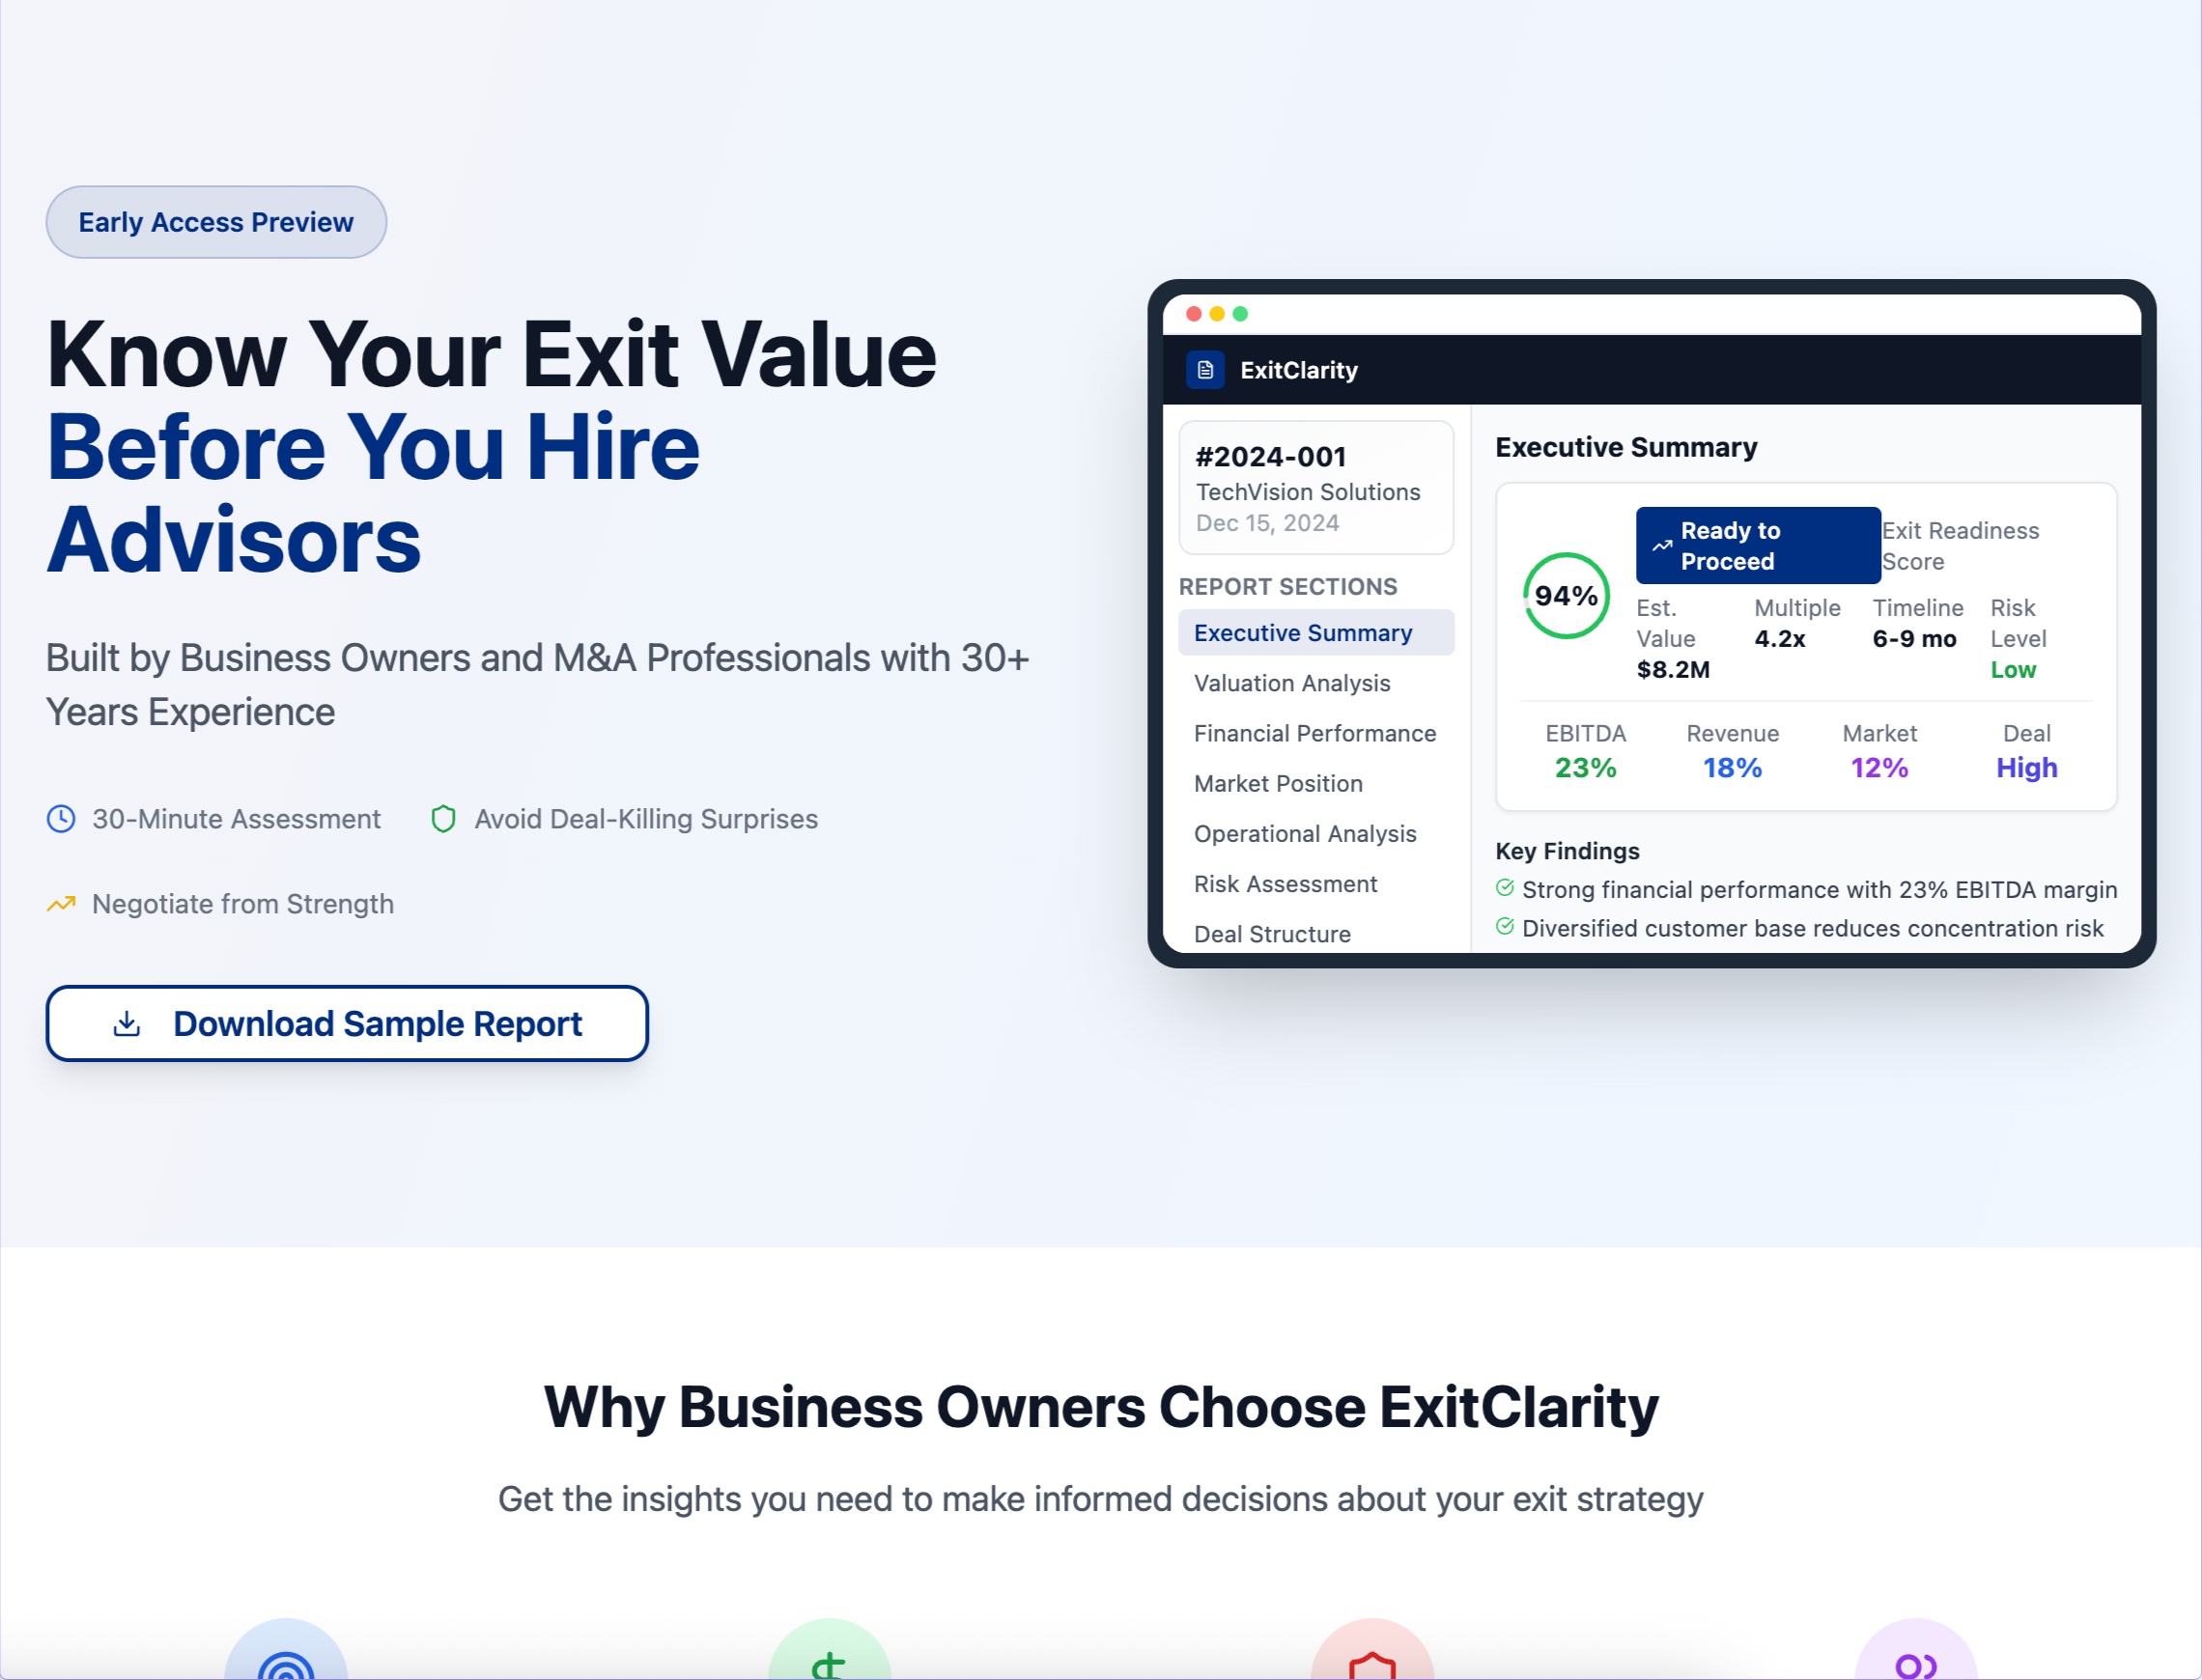 Early Access Preview
Know Your Exit Value
Before You Hire
Advisors
Built by Business Owners and M&A Professionals with 30+
Years Experience
30-Minute Assessment
Avoid Deal-Killing Surprises
Negotiate from Strength
Download Sample Report
ExitClarity
#2024-001
TechVision Solutions
Dec 15, 2024
REPORT SECTIONS
Executive Summary
Valuation Analysis
Financial Performance
Market Position
Operational Analysis
Risk Assessment
Deal Structure
Executive Summary
94%
Ready to
Proceed
Exit Readiness
Score
Est.
Value
$8.2M
Multiple
4.2x
Timeline
6-9 mo
Risk
Level
Low
EBITDA
23%
Revenue
18%
Market
12%
Deal
High
Key Findings
Strong financial performance with 23% EBITDA margin
Diversified customer base reduces concentration risk
Why Business Owners Choose ExitClarity
Get the insights you need to make informed decisions about your exit strategy